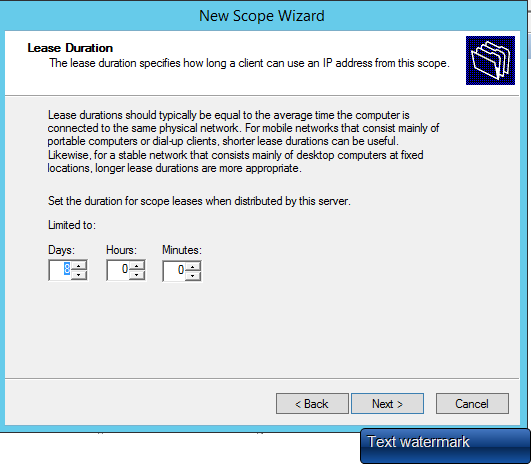 New Scope Wizard
Lease Duration
The lease duration specifies how long a client can use an IP address from this scope.
Lease durations should typically be equal to the average time the computer is
connected to the same physical network. For mobile networks that consist mainly of
portable computers or dial-up clients, shorter lease durations can be useful.
Likewise, for a stable network that consists mainly of desktop computers at fixed
locations, longer lease durations are more appropriate.
Set the duration for scope leases when distributed by this server.
Limited to:
Days: Hours: Minutes:
8 0 0
< Back Next > Cancel
Text watermark